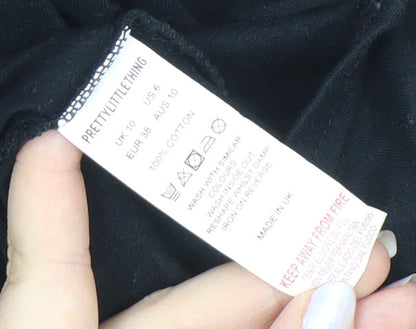 PRETTYLITTLETHING
UK 10 US 6
EUR 38 AUS 10
100% COTTON
WASH WITH SIMILAR
COLOURS
WASH INSIDE OUT
RESHAPE WHILST DAMP
IRON ON REVERSE
MADE IN UK
KEEP AWAY FROM FIRE